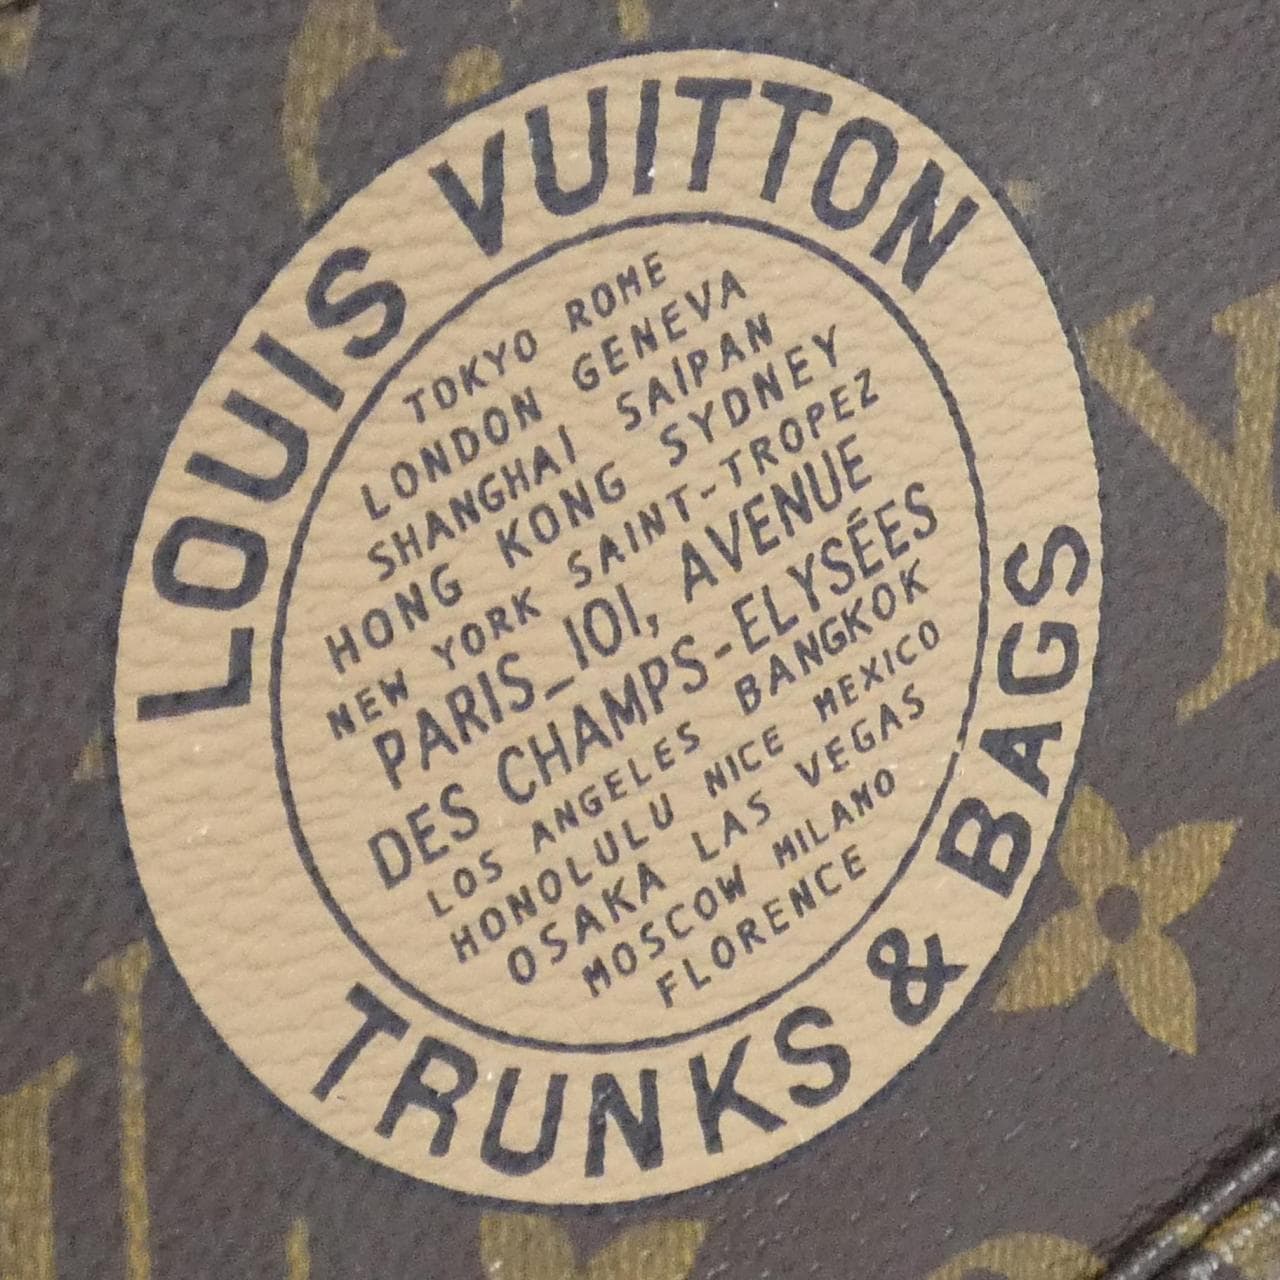 LOUIS VUITTON
TOKYO ROME
LONDON GENEVA
SHANGHAI SAIPAN
HONG KONG SYDNEY
NEW YORK SAINT-TROPEZ
PARIS_101, AVENUE
DES CHAMPS-ELYSÉES
LOS ANGELES BANGKOK
HONOLULU NICE MEXICO
OSAKA LAS VEGAS
MOSCOW MILANO
FLORENCE
TRUNKS & BAGS